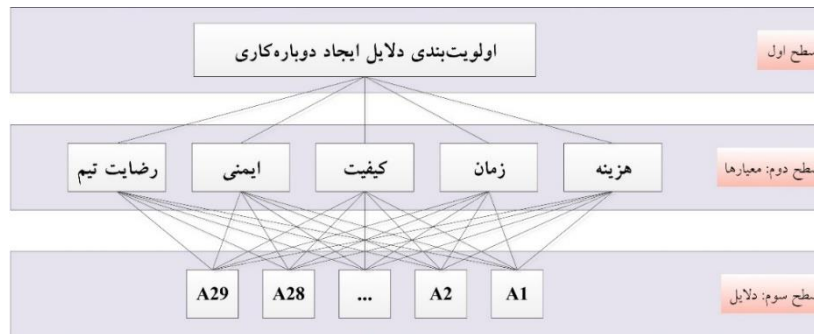 سطح اول
اولویت‌بندی دلایل ایجاد دوباره‌کاری
سطح دوم: معیارها
هزینه
زمان
کیفیت
ایمنی
رضایت تیم
سطح سوم: دلایل
A1
A2
...
A28
A29